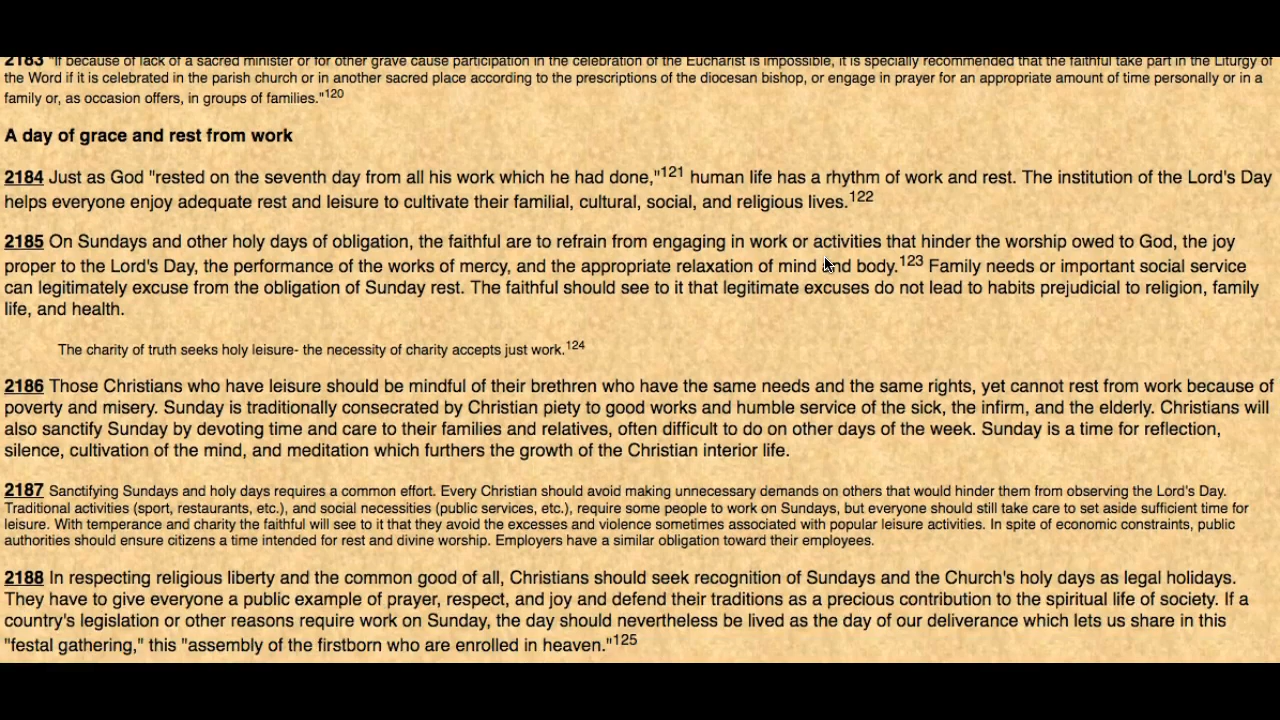 2183 "If because of lack of a sacred minister or for other grave cause participation in the celebration of the Eucharist is impossible, it is specially recommended that the faithful take part in the Liturgy of
the Word if it is celebrated in the parish church or in another sacred place according to the prescriptions of the diocesan bishop, or engage in prayer for an appropriate amount of time personally or in a
family or, as occasion offers, in groups of families."120
A day of grace and rest from work
2184 Just as God "rested on the seventh day from all his work which he had done,"121 human life has a rhythm of work and rest. The institution of the Lord's Day
helps everyone enjoy adequate rest and leisure to cultivate their familial, cultural, social, and religious lives.122
2185 On Sundays and other holy days of obligation, the faithful are to refrain from engaging in work or activities that hinder the worship owed to God, the joy
proper to the Lord's Day, the performance of the works of mercy, and the appropriate relaxation of mind and body.123 Family needs or important social service
can legitimately excuse from the obligation of Sunday rest. The faithful should see to it that legitimate excuses do not lead to habits prejudicial to religion, family
life, and health.
The charity of truth seeks holy leisure- the necessity of charity accepts just work.124
2186 Those Christians who have leisure should be mindful of their brethren who have the same needs and the same rights, yet cannot rest from work because of
poverty and misery. Sunday is traditionally consecrated by Christian piety to good works and humble service of the sick, the infirm, and the elderly. Christians will
also sanctify Sunday by devoting time and care to their families and relatives, often difficult to do on other days of the week. Sunday is a time for reflection,
silence, cultivation of the mind, and meditation which furthers the growth of the Christian interior life.
2187 Sanctifying Sundays and holy days requires a common effort. Every Christian should avoid making unnecessary demands on others that would hinder them from observing the Lord's Day.
Traditional activities (sport, restaurants, etc.), and social necessities (public services, etc.), require some people to work on Sundays, but everyone should still take care to set aside sufficient time for
leisure. With temperance and charity the faithful will see to it that they avoid the excesses and violence sometimes associated with popular leisure activities. In spite of economic constraints, public
authorities should ensure citizens a time intended for rest and divine worship. Employers have a similar obligation toward their employees.
2188 In respecting religious liberty and the common good of all, Christians should seek recognition of Sundays and the Church's holy days as legal holidays.
They have to give everyone a public example of prayer, respect, and joy and defend their traditions as a precious contribution to the spiritual life of society. If a
country's legislation or other reasons require work on Sunday, the day should nevertheless be lived as the day of our deliverance which lets us share in this
"festal gathering," this "assembly of the firstborn who are enrolled in heaven."125